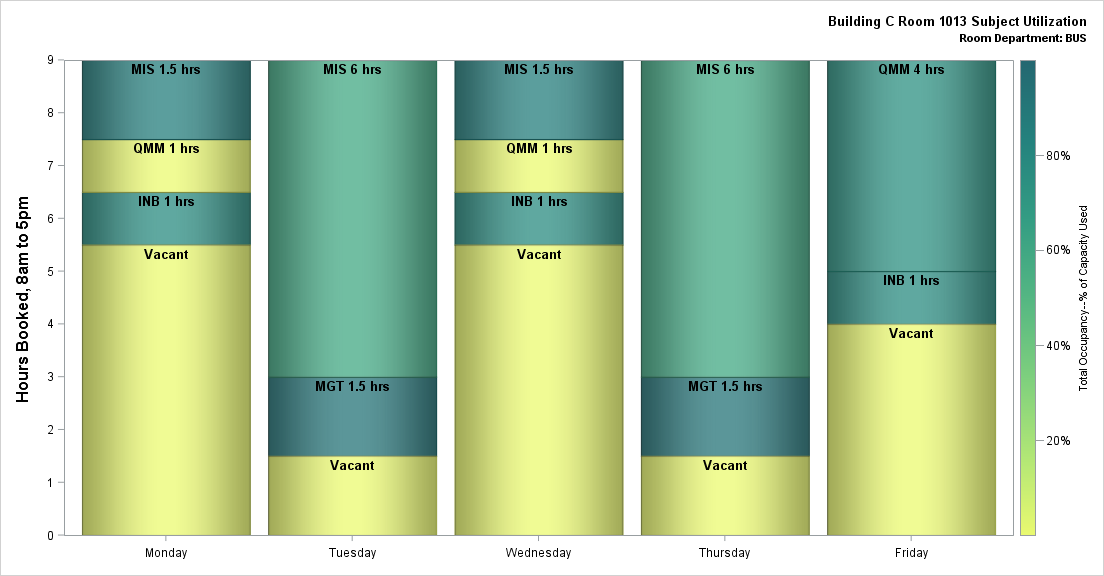 Building C Room 1013 Subject Utilization
Room Department: BUS
Hours Booked, 8am to 5pm
9
8
7
6
5
4
3
2
1
0
MIS 1.5 hrs
QMM 1 hrs
INB 1 hrs
Vacant
MIS 6 hrs
MGT 1.5 hrs
Vacant
MIS 1.5 hrs
QMM 1 hrs
INB 1 hrs
Vacant
MIS 6 hrs
MGT 1.5 hrs
Vacant
QMM 4 hrs
INB 1 hrs
Vacant
Monday
Tuesday
Wednesday
Thursday
Friday
80%
60%
40%
20%
Total Occupancy--% of Capacity Used